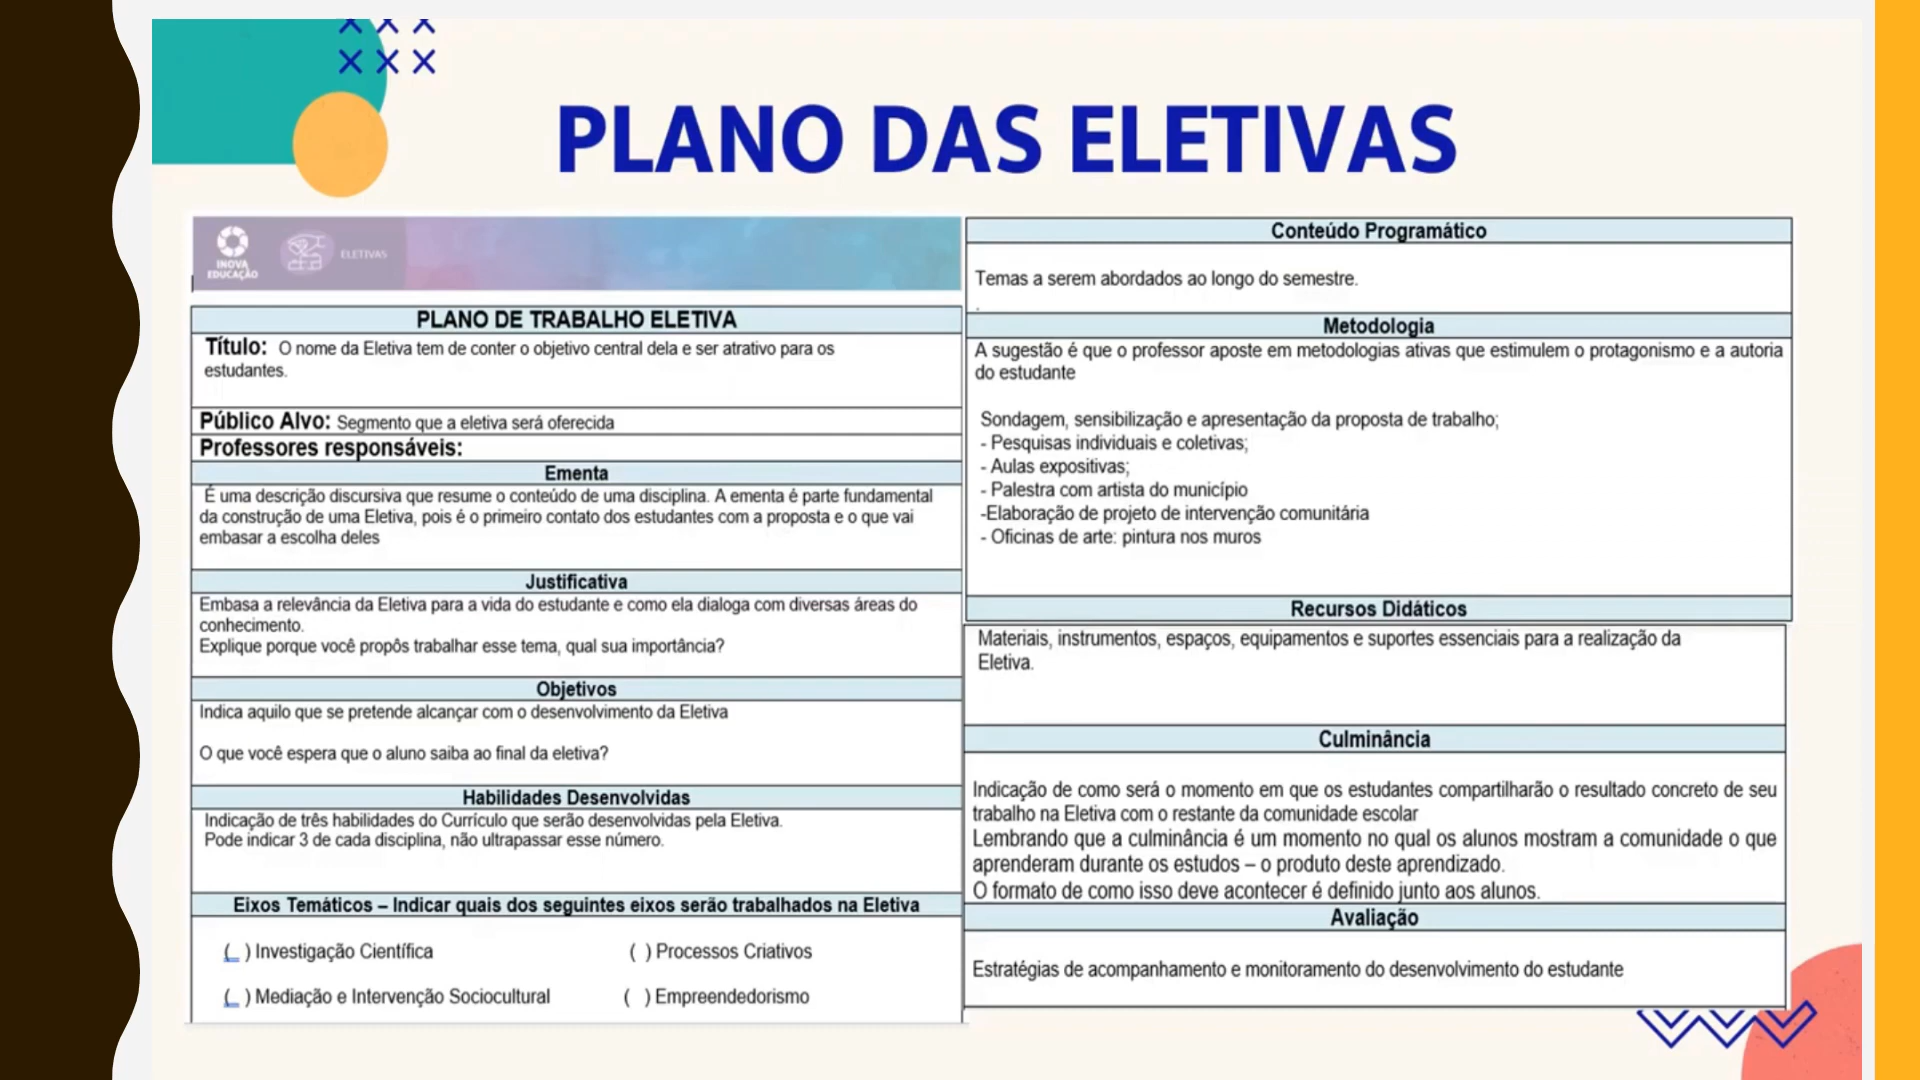 PLANO DAS ELETIVAS
INOVA
EDUCAÇÃO
ELETIVAS
PLANO DE TRABALHO ELETIVA
Título: O nome da Eletiva tem de conter o objetivo central dela e ser atrativo para os
estudantes.
Público Alvo: Segmento que a eletiva será oferecida
Professores responsáveis:
Ementa
É uma descrição discursiva que resume o conteúdo de uma disciplina. A ementa é parte fundamental
da construção de uma Eletiva, pois é o primeiro contato dos estudantes com a proposta e o que vai
embasar a escolha deles
Justificativa
Embasa a relevância da Eletiva para a vida do estudante e como ela dialoga com diversas áreas do
conhecimento.
Explique porque você propôs trabalhar esse tema, qual sua importância?
Objetivos
Indica aquilo que se pretende alcançar com o desenvolvimento da Eletiva
O que você espera que o aluno saiba ao final da eletiva?
Habilidades Desenvolvidas
Indicação de três habilidades do Currículo que serão desenvolvidas pela Eletiva.
Pode indicar 3 de cada disciplina, não ultrapassar esse número.
Eixos Temáticos – Indicar quais dos seguintes eixos serão trabalhados na Eletiva
(_ ) Investigação Científica ( ) Processos Criativos
(_ ) Mediação e Intervenção Sociocultural ( ) Empreendedorismo
Conteúdo Programático
Temas a serem abordados ao longo do semestre.
.
Metodologia
A sugestão é que o professor aposte em metodologias ativas que estimulem o protagonismo e a autoria
do estudante
Sondagem, sensibilização e apresentação da proposta de trabalho;
- Pesquisas individuais e coletivas;
- Aulas expositivas;
- Palestra com artista do município
-Elaboração de projeto de intervenção comunitária
- Oficinas de arte: pintura nos muros
Recursos Didáticos
Materiais, instrumentos, espaços, equipamentos e suportes essenciais para a realização da
Eletiva.
Culminância
Indicação de como será o momento em que os estudantes compartilharão o resultado concreto de seu
trabalho na Eletiva com o restante da comunidade escolar
Lembrando que a culminância é um momento no qual os alunos mostram a comunidade o que
aprenderam durante os estudos – o produto deste aprendizado.
O formato de como isso deve acontecer é definido junto aos alunos.
Avaliação
Estratégias de acompanhamento e monitoramento do desenvolvimento do estudante